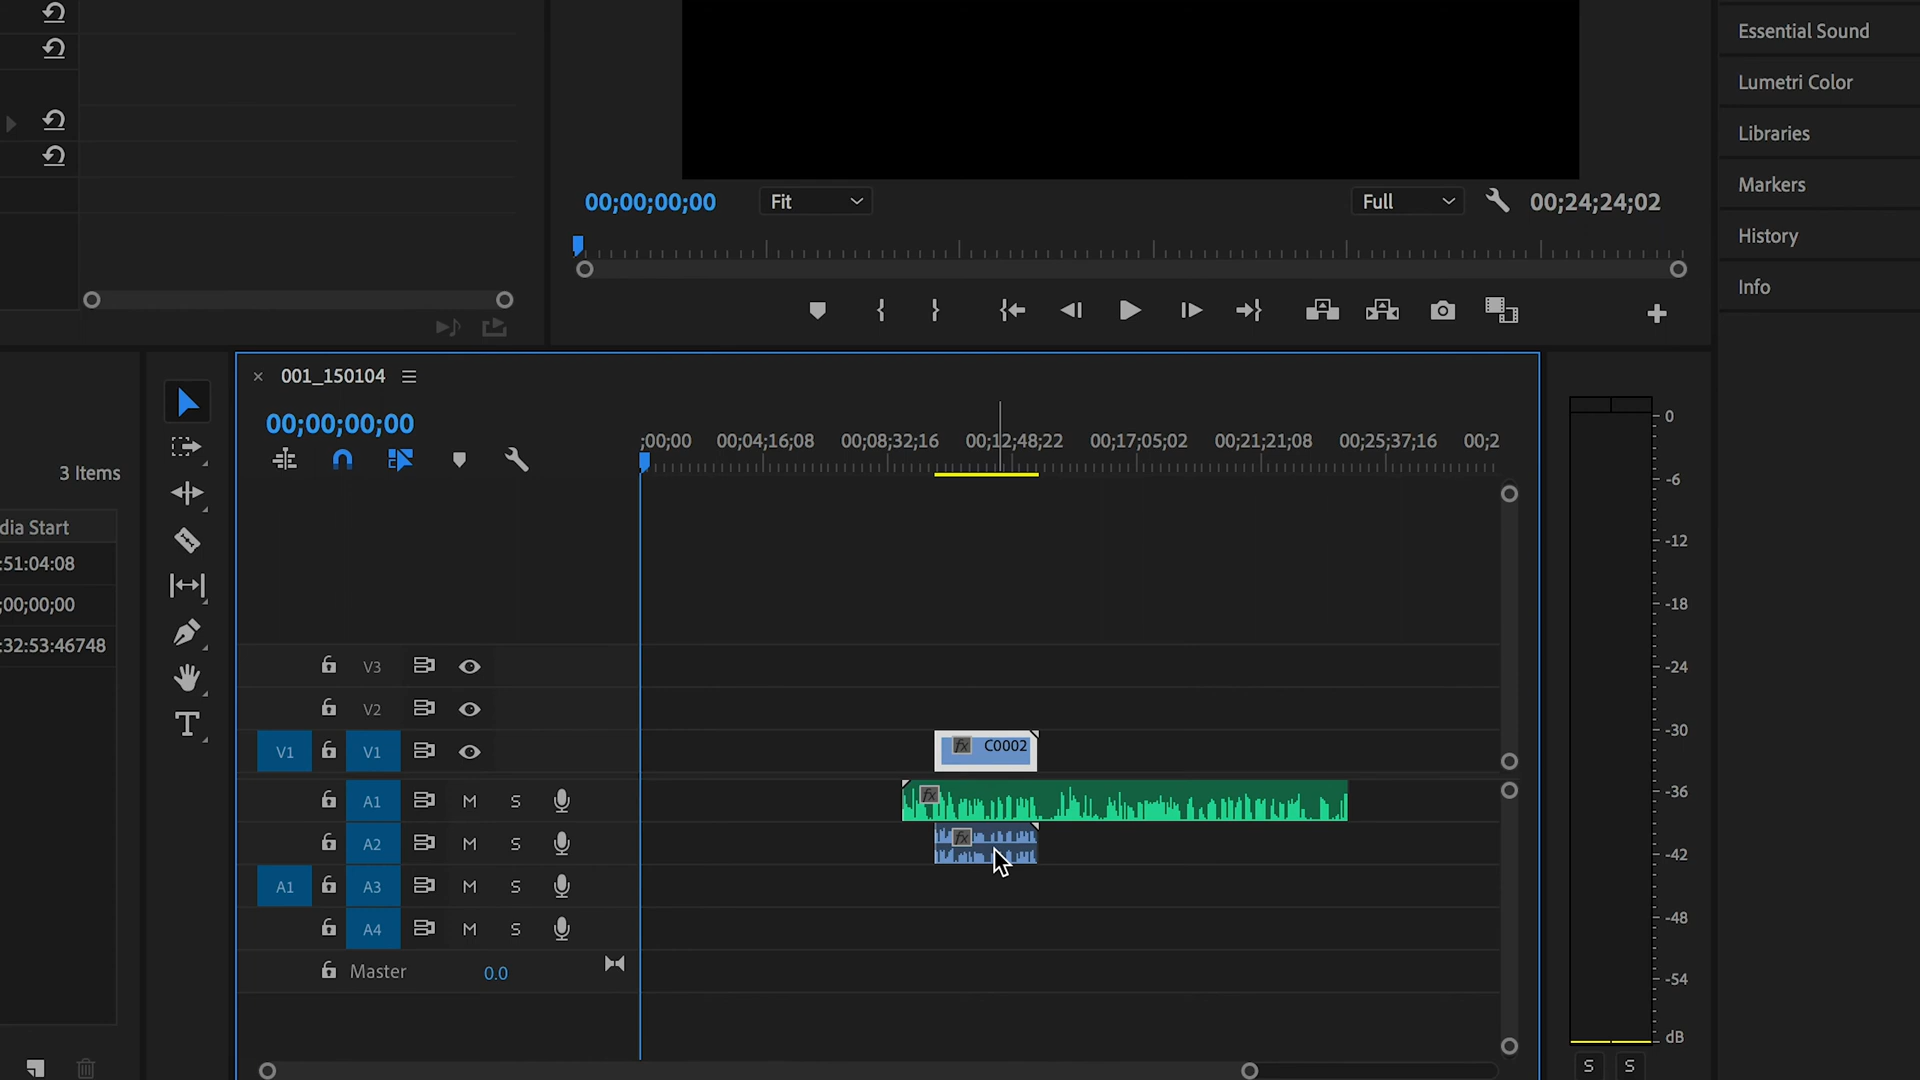 Essential Sound
Lumetri Color
Libraries
Markers
History
Info
00;00;00;00
Fit
Full
00;24;24;02
001_150104
00;00;00;00
;00;00
00;04;16;08
00;08;32;16
00;12;48;22
00;17;05;02
00;21;21;08
00;25;37;16
00;2
3 Items
dia Start
:51:04:08
;00;00;00
:32:53:46748
T
V3
V2
V1 V1
fx C0002
A1 M S
fx
A2 M S
fx
A1 A3 M S
A4 M S
Master 0.0
0
-6
-12
-18
-24
-30
-36
-42
-48
-54
dB
S S